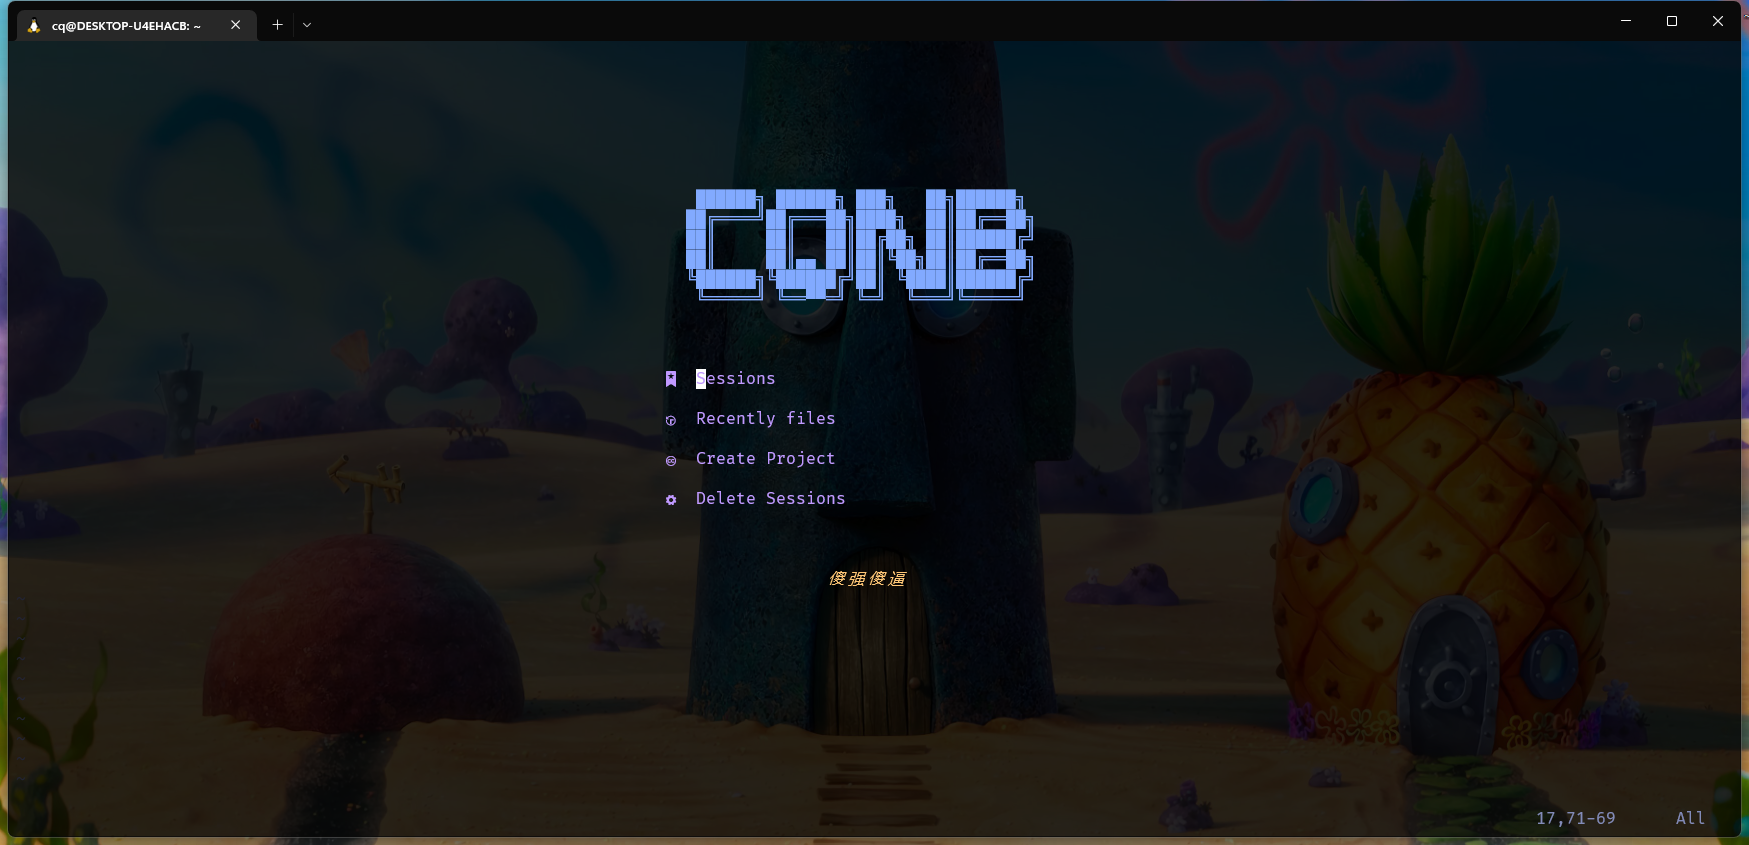 cq@DESKTOP-U4EHACB: ~
CQNB
Sessions
Recently files
Create Project
Delete Sessions
傻强傻逼
17,71-69 All